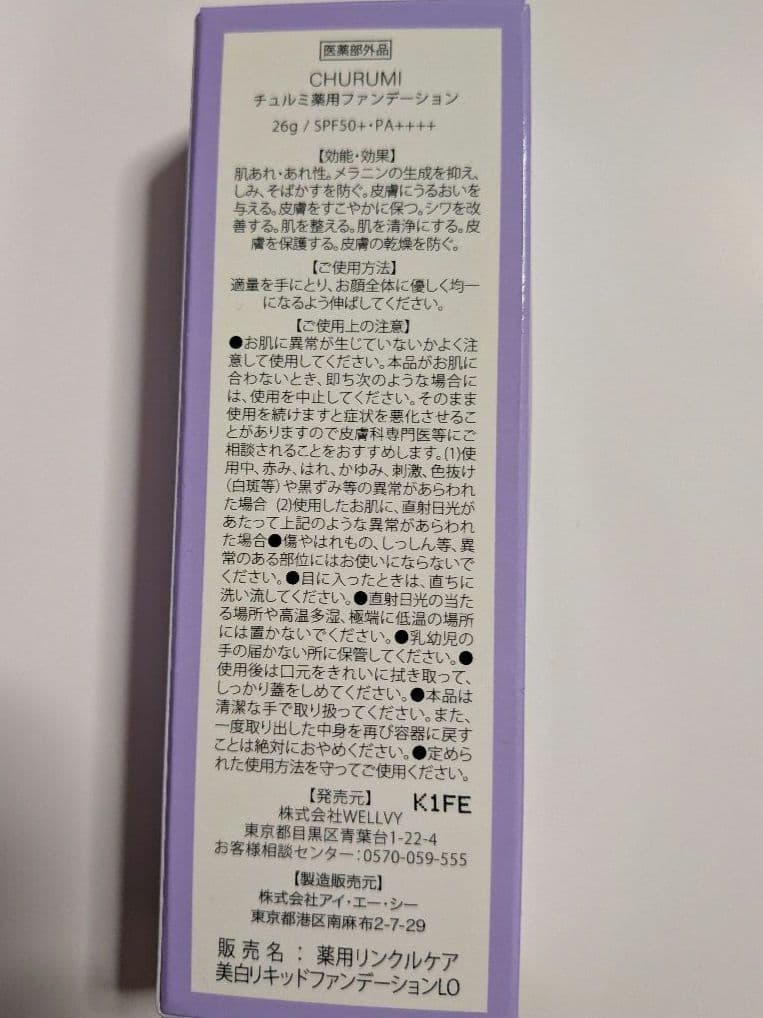 医薬部外品
CHURUMI
チュルミ薬用ファンデーション
26g / SPF50+・PA++++
【効能・効果】
肌あれ・あれ性。メラニンの生成を抑え、
しみ、そばかすを防ぐ。皮膚にうるおいを
与える。皮膚をすこやかに保つ。シワを改
善する。肌を整える。肌を清浄にする。皮
膚を保護する。皮膚の乾燥を防ぐ。
【ご使用方法】
適量を手にとり、お顔全体に優しく均一
になるよう伸ばしてください。
【ご使用上の注意】
●お肌に異常が生じていないかよく注
意して使用してください。本品がお肌に
合わないとき、即ち次のような場合に
は、使用を中止してください。そのまま
使用を続けますと症状を悪化させるこ
とがありますので皮膚科専門医等にご
相談されることをおすすめします。(1)使
用中、赤み、はれ、かゆみ、刺激、色抜け
（白斑等）や黒ずみ等の異常があらわれ
た場合 (2)使用したお肌に、直射日光が
あたって上記のような異常があらわれ
た場合●傷やはれもの、しっしん等、異
常のある部位にはお使いにならないで
ください。●目に入ったときは、直ちに
洗い流してください。●直射日光の当た
る場所や高温多湿、極端に低温の場所
には置かないでください。●乳幼児の
手の届かない所に保管してください。●
使用後は口元をきれいに拭き取って、
しっかり蓋をしめてください。●本品は
清潔な手で取り扱ってください。また、
一度取り出した中身を再び容器に戻す
ことは絶対におやめください。●定めら
れた使用方法を守ってご使用ください。
【発売元】 K1FE
株式会社WELLVY
東京都目黒区青葉台1-22-4
お客様相談センター：0570-059-555
【製造販売元】
株式会社アイ・エー・シー
東京都港区南麻布2-7-29
販売名：薬用リンクルケア
美白リキッドファンデーションLO